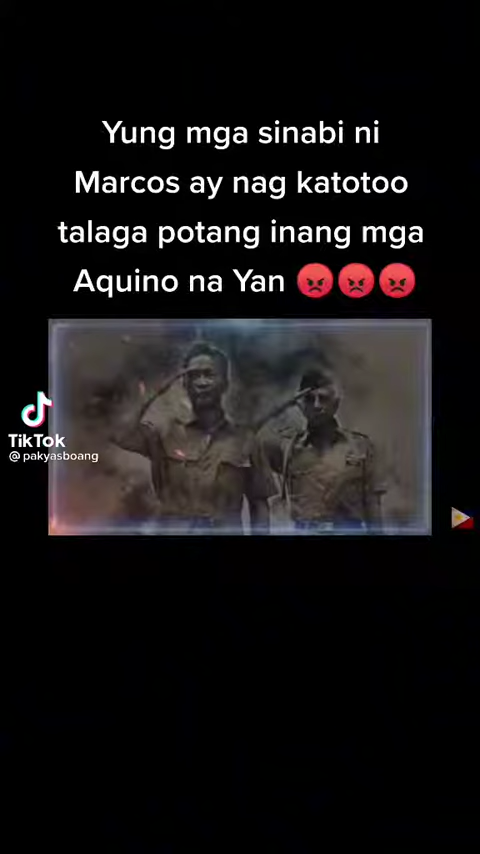 Yung mga sinabi ni
Marcos ay nag katotoo
talaga potang inang mga
Aquino na Yan 😡😡😡
TikTok
@pakyasboang